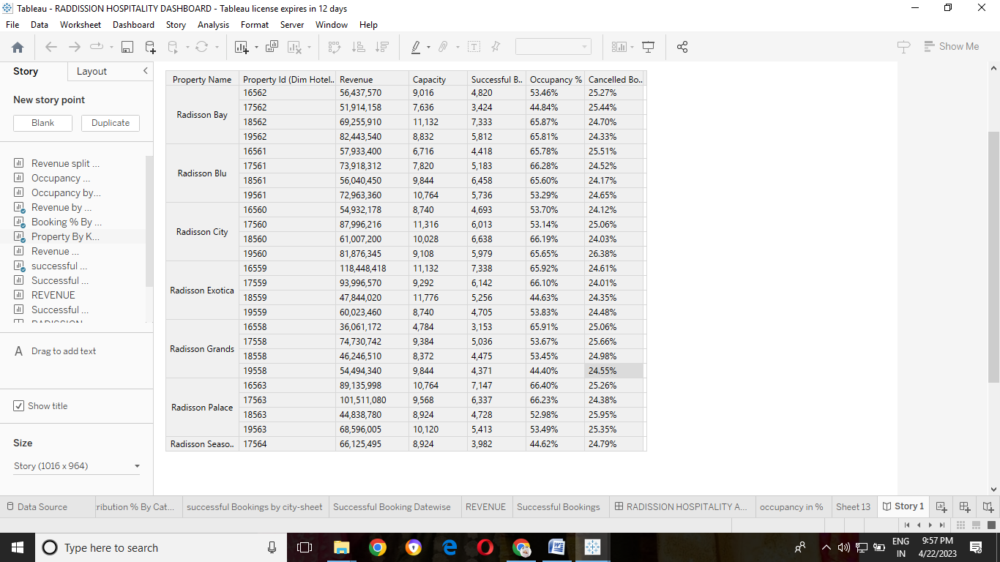 Tableau - RADDISSION HOSPITALITY DASHBOARD - Tableau license expires in 12 days
File Data Worksheet Dashboard Story Analysis Format Server Window Help
Show Me
Story Layout
New story point
Blank Duplicate
Revenue split ...
Occupancy ...
Occupancy by...
Revenue by ...
Booking % By ...
Property By K...
Revenue ...
successful ...
Successful ...
REVENUE
Successful ...
A Drag to add text
Show title
Size
Story (1016 x 964)
Property Name Property Id (Dim Hotel.. Revenue Capacity Successful B.. Occupancy % Cancelled Bo..
Radisson Bay
16562 56,437,570 9,016 4,820 53.46% 25.27%
17562 51,914,158 7,636 3,424 44.84% 25.44%
18562 69,255,910 11,132 7,333 65.87% 24.70%
19562 82,443,540 8,832 5,812 65.81% 24.33%
Radisson Blu
16561 57,933,400 6,716 4,418 65.78% 25.51%
17561 73,918,312 7,820 5,183 66.28% 24.52%
18561 56,040,450 9,844 6,458 65.60% 24.17%
19561 72,963,360 10,764 5,736 53.29% 24.65%
Radisson City
16560 54,932,178 8,740 4,693 53.70% 24.12%
17560 87,996,216 11,316 6,013 53.14% 25.06%
18560 61,007,200 10,028 6,638 66.19% 24.03%
19560 81,876,345 9,108 5,979 65.65% 26.38%
Radisson Exotica
16559 118,448,418 11,132 7,338 65.92% 24.61%
17559 93,996,570 9,292 6,142 66.10% 24.01%
18559 47,844,020 11,776 5,256 44.63% 24.35%
19559 60,023,460 8,740 4,705 53.83% 24.48%
Radisson Grands
16558 36,061,172 4,784 3,153 65.91% 25.06%
17558 74,730,742 9,384 5,036 53.67% 25.66%
18558 46,246,510 8,372 4,475 53.45% 24.98%
19558 54,494,340 9,844 4,371 44.40% 24.55%
Radisson Palace
16563 89,135,998 10,764 7,147 66.40% 25.26%
17563 101,511,080 9,568 6,337 66.23% 24.38%
18563 44,838,780 8,924 4,728 52.98% 25.95%
19563 68,596,005 10,120 5,413 53.49% 25.35%
Radisson Seaso.. 17564 66,125,495 8,924 3,982 44.62% 24.79%
Data Source ribution % By Cat... successful Bookings by city-sheet Successful Booking Datewise REVENUE Successful Bookings RADISSION HOSPITALITY A... occupancy in % Sheet 13 Story 1
Type here to search
ENG
IN
9:57 PM
4/22/2023